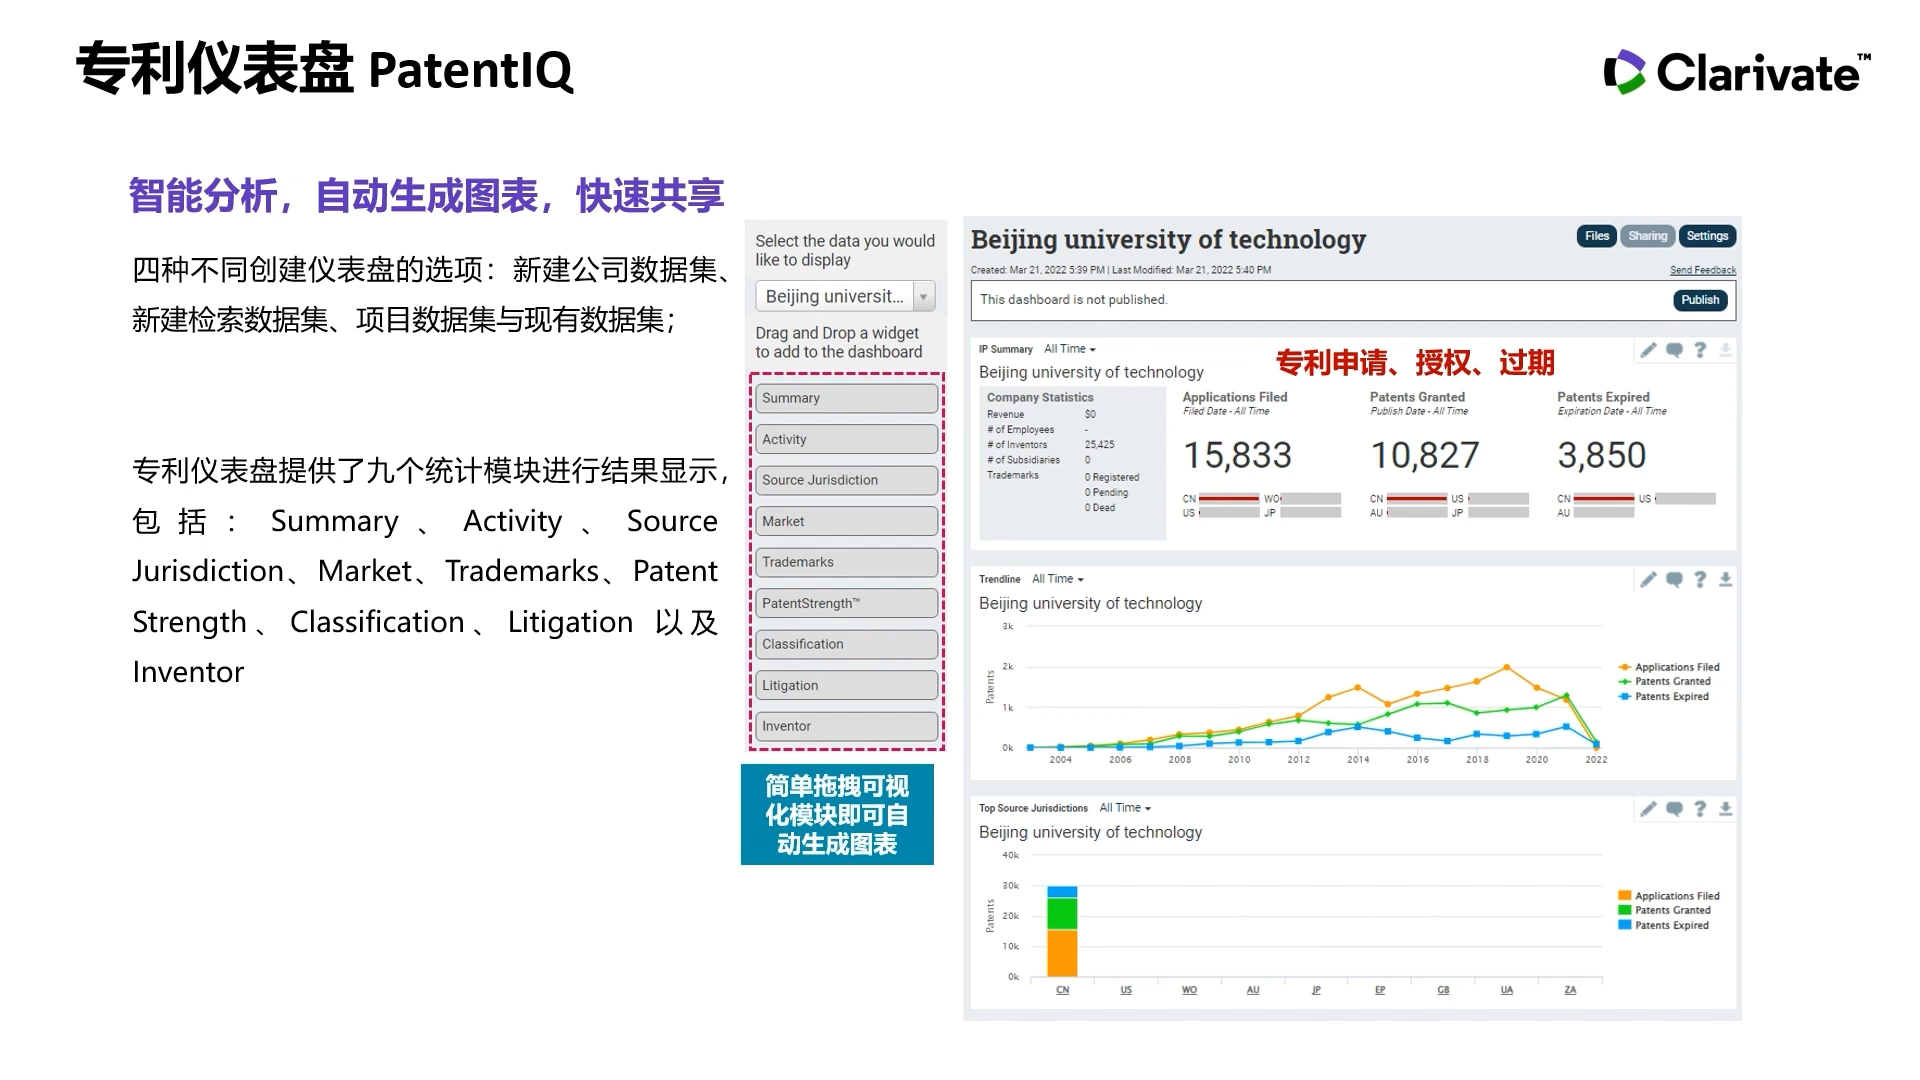 专利仪表盘 PatentIQ
Clarivate™
智能分析，自动生成图表，快速共享
四种不同创建仪表盘的选项：新建公司数据集、
新建检索数据集、项目数据集与现有数据集；
专利仪表盘提供了九个统计模块进行结果显示，
包括：Summary、Activity、Source
Jurisdiction、Market、Trademarks、Patent
Strength、Classification、Litigation 以及
Inventor
Select the data you would
like to display
Beijing universit...
Drag and Drop a widget
to add to the dashboard
Summary
Activity
Source Jurisdiction
Market
Trademarks
PatentStrength™
Classification
Litigation
Inventor
简单拖拽可视
化模块即可自
动生成图表
Beijing university of technology
Files Sharing Settings
Created: Mar 21, 2022 5:39 PM | Last Modified: Mar 21, 2022 5:40 PM
Send Feedback
This dashboard is not published.
Publish
IP Summary All Time
专利申请、授权、过期
Beijing university of technology
Company Statistics
Revenue $0
# of Employees -
# of Inventors 25,425
# of Subsidiaries 0
Trademarks 0 Registered
0 Pending
0 Dead
Applications Filed
Filed Date - All Time
15,833
CN WO
US JP
Patents Granted
Publish Date - All Time
10,827
CN US
AU JP
Patents Expired
Expiration Date - All Time
3,850
CN US
AU
Trendline All Time
Beijing university of technology
3k
2k
1k
0k
Patents
2004 2006 2008 2010 2012 2014 2016 2018 2020 2022
Applications Filed
Patents Granted
Patents Expired
Top Source Jurisdictions All Time
Beijing university of technology
40k
30k
20k
10k
0k
Patents
CN US WO AU JP EP GB UA ZA
Applications Filed
Patents Granted
Patents Expired